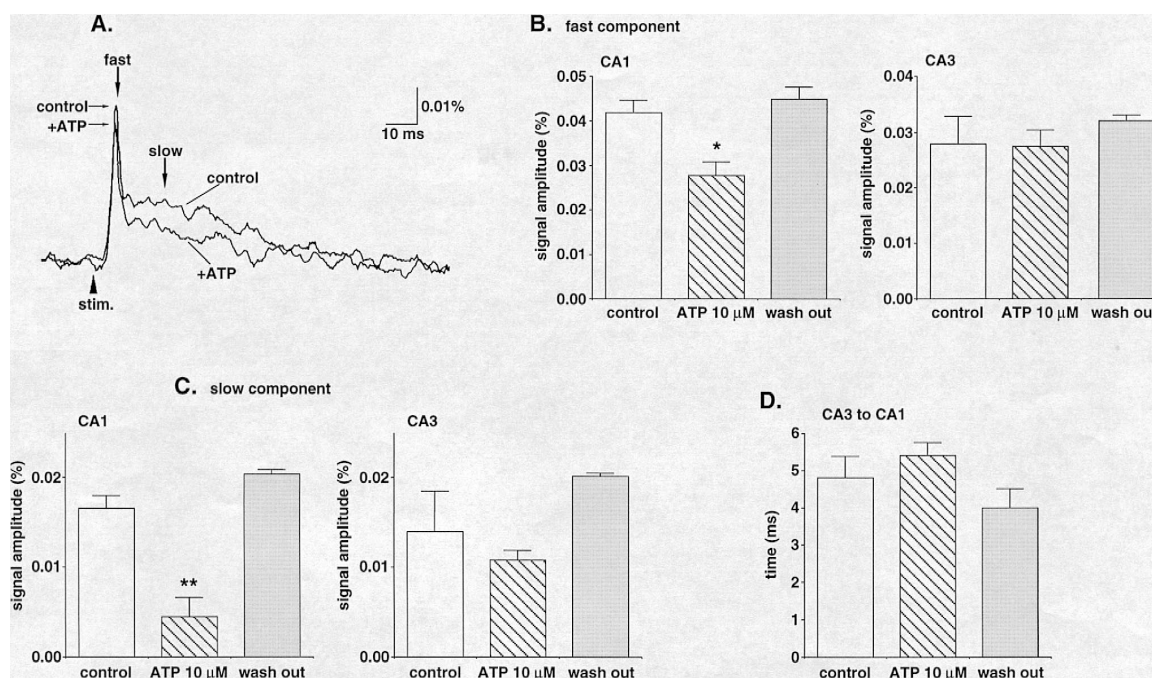 A.
fast
control
+ATP
slow
control
+ATP
stim.
0.01%
10 ms
B. fast component
CA1
signal amplitude (%)
0.05
0.04
0.03
0.02
0.01
0.00
*
control ATP 10 µM wash out
CA3
signal amplitude (%)
0.04
0.03
0.02
0.01
0.00
control ATP 10 µM wash out
C. slow component
CA1
signal amplitude (%)
0.02
0.01
0.00
**
control ATP 10 µM wash out
CA3
signal amplitude (%)
0.02
0.01
0.00
control ATP 10 µM wash out
D.
CA3 to CA1
time (ms)
6
5
4
3
2
1
0
control ATP 10 µM wash out